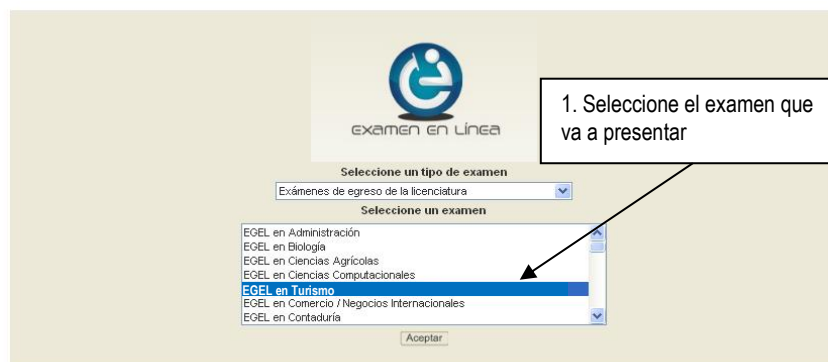 1. Seleccione el examen que
va a presentar
examen en Línea
Seleccione un tipo de examen
Exámenes de egreso de la licenciatura
Seleccione un examen
EGEL en Administración
EGEL en Biología
EGEL en Ciencias Agrícolas
EGEL en Ciencias Computacionales
EGEL en Turismo
EGEL en Comercio / Negocios Internacionales
EGEL en Contaduría
Aceptar